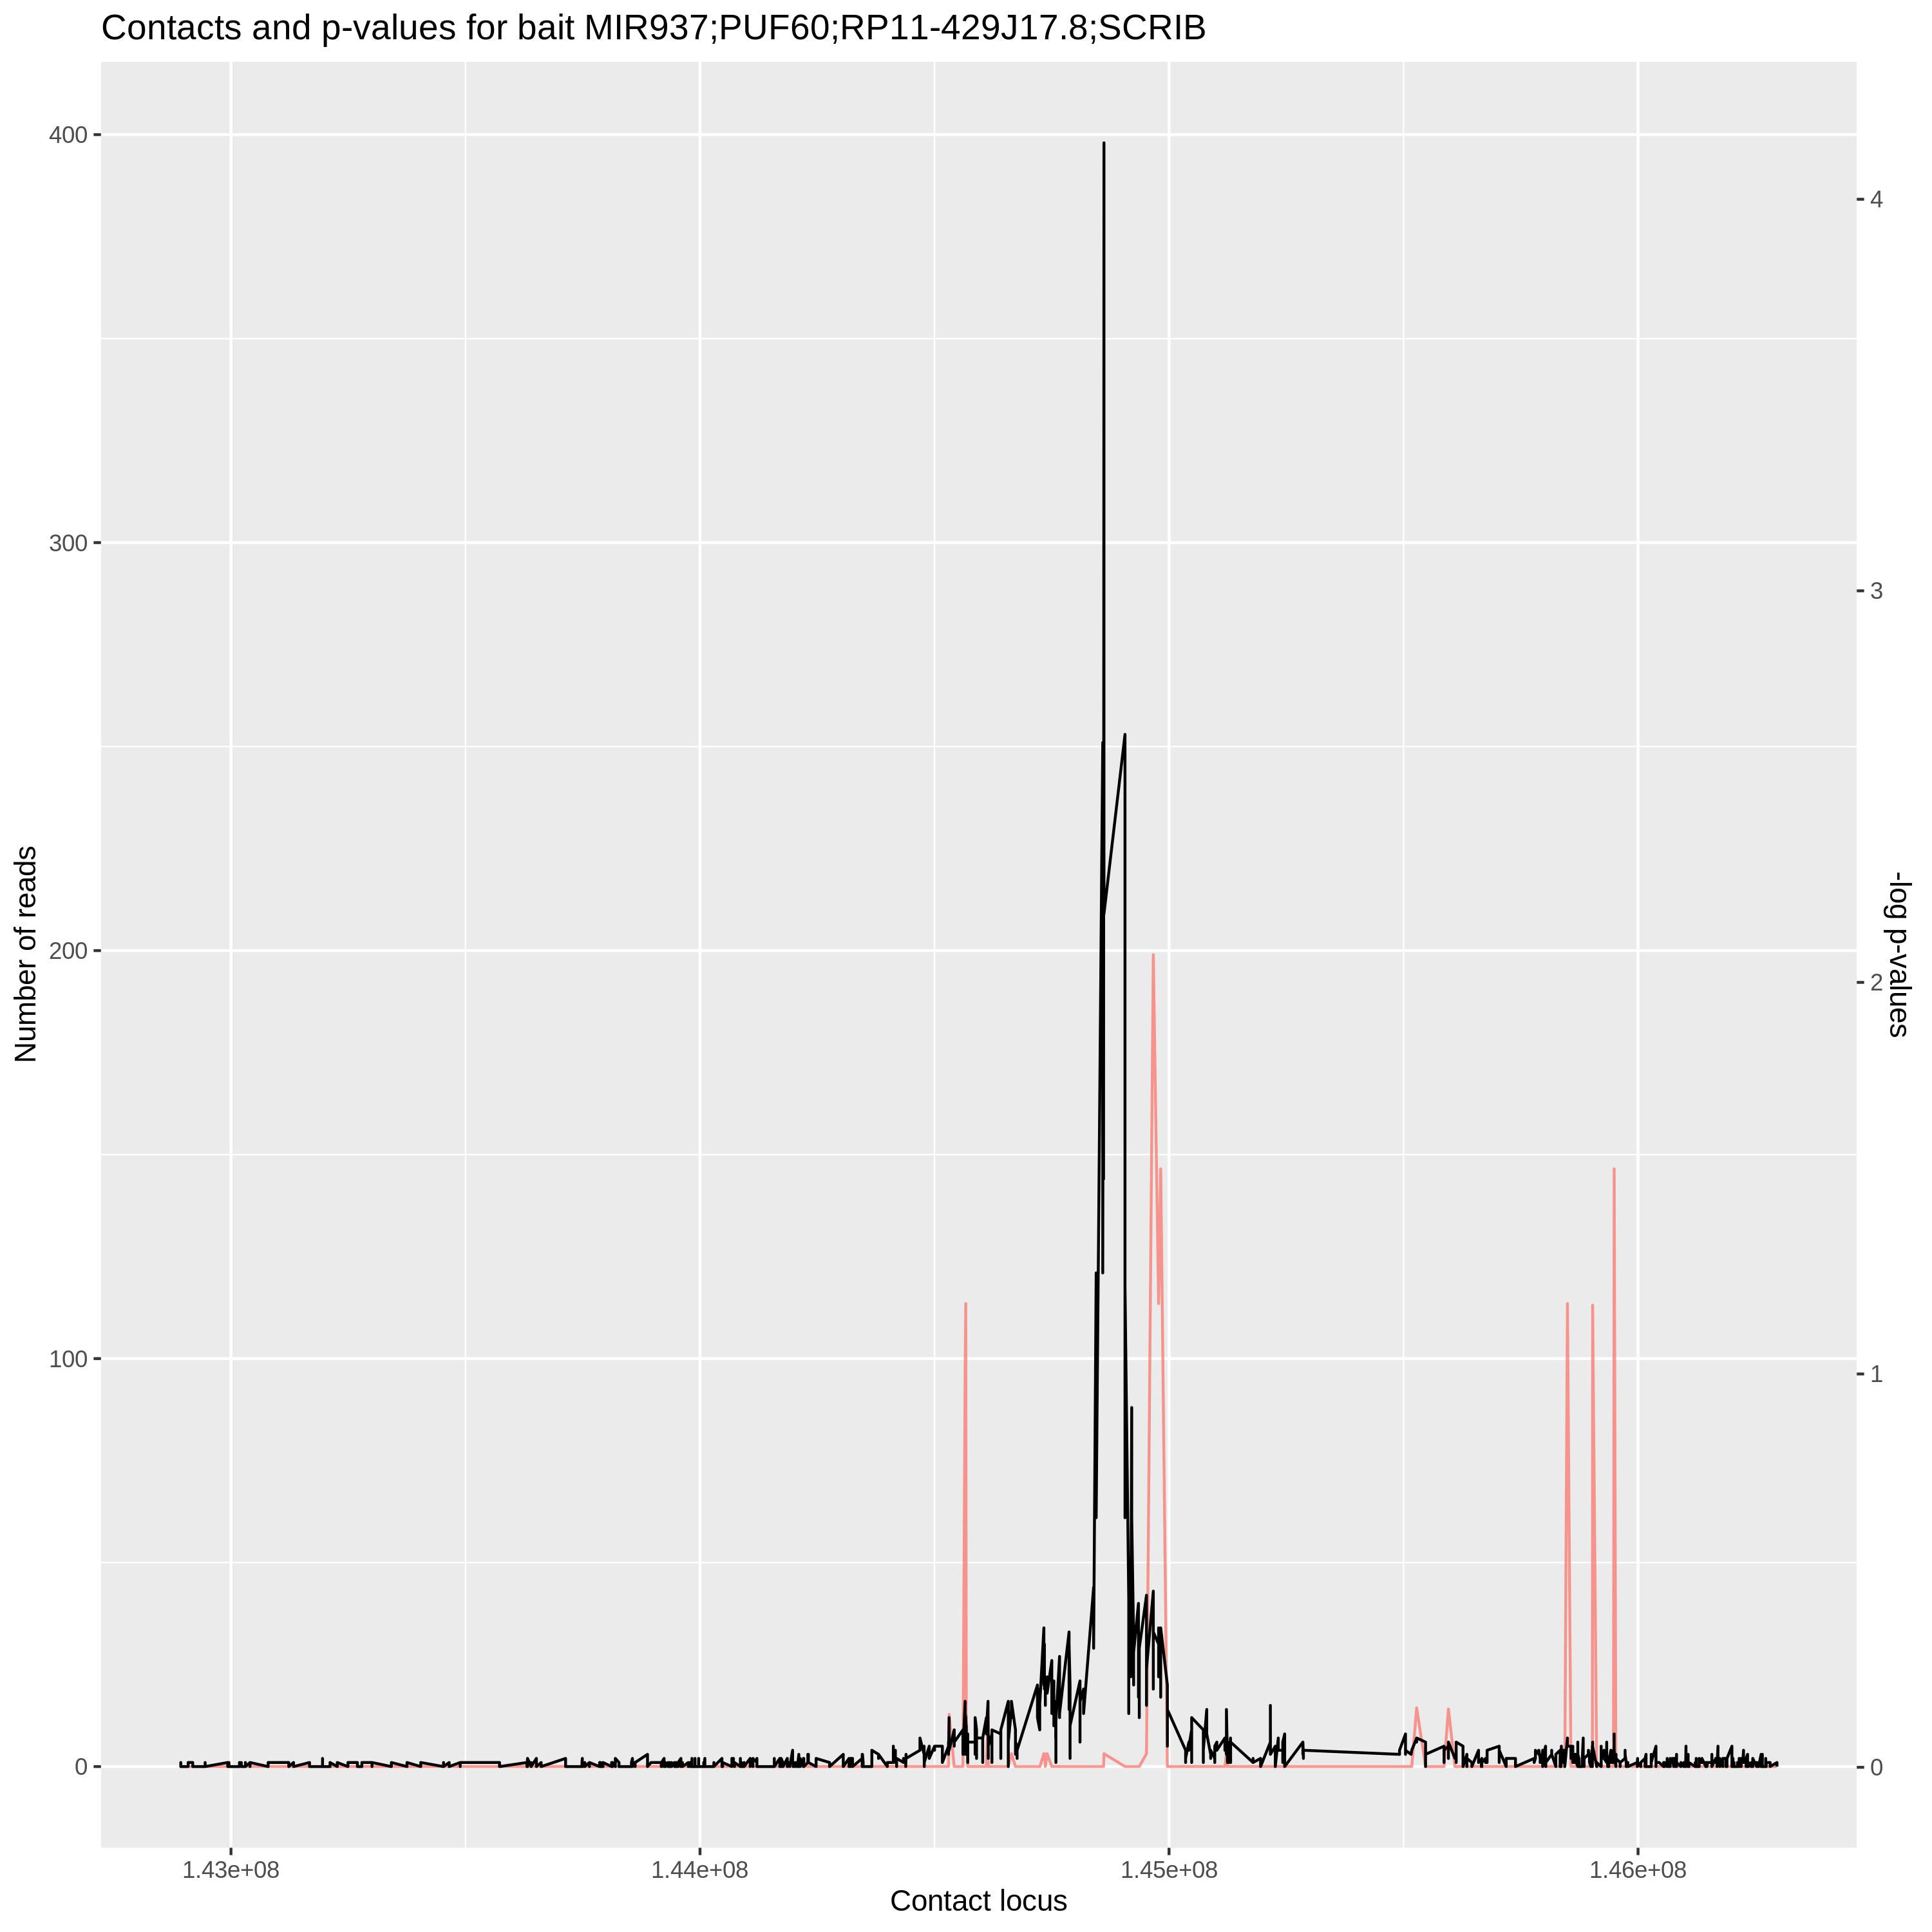 Contacts and p-values for bait MIR937;PUF60;RP11-429J17.8;SCRIB
400
300
200
100
0
Number of reads
4
3
2
1
0
-log p-values
1.43e+08
1.44e+08
1.45e+08
1.46e+08
Contact locus